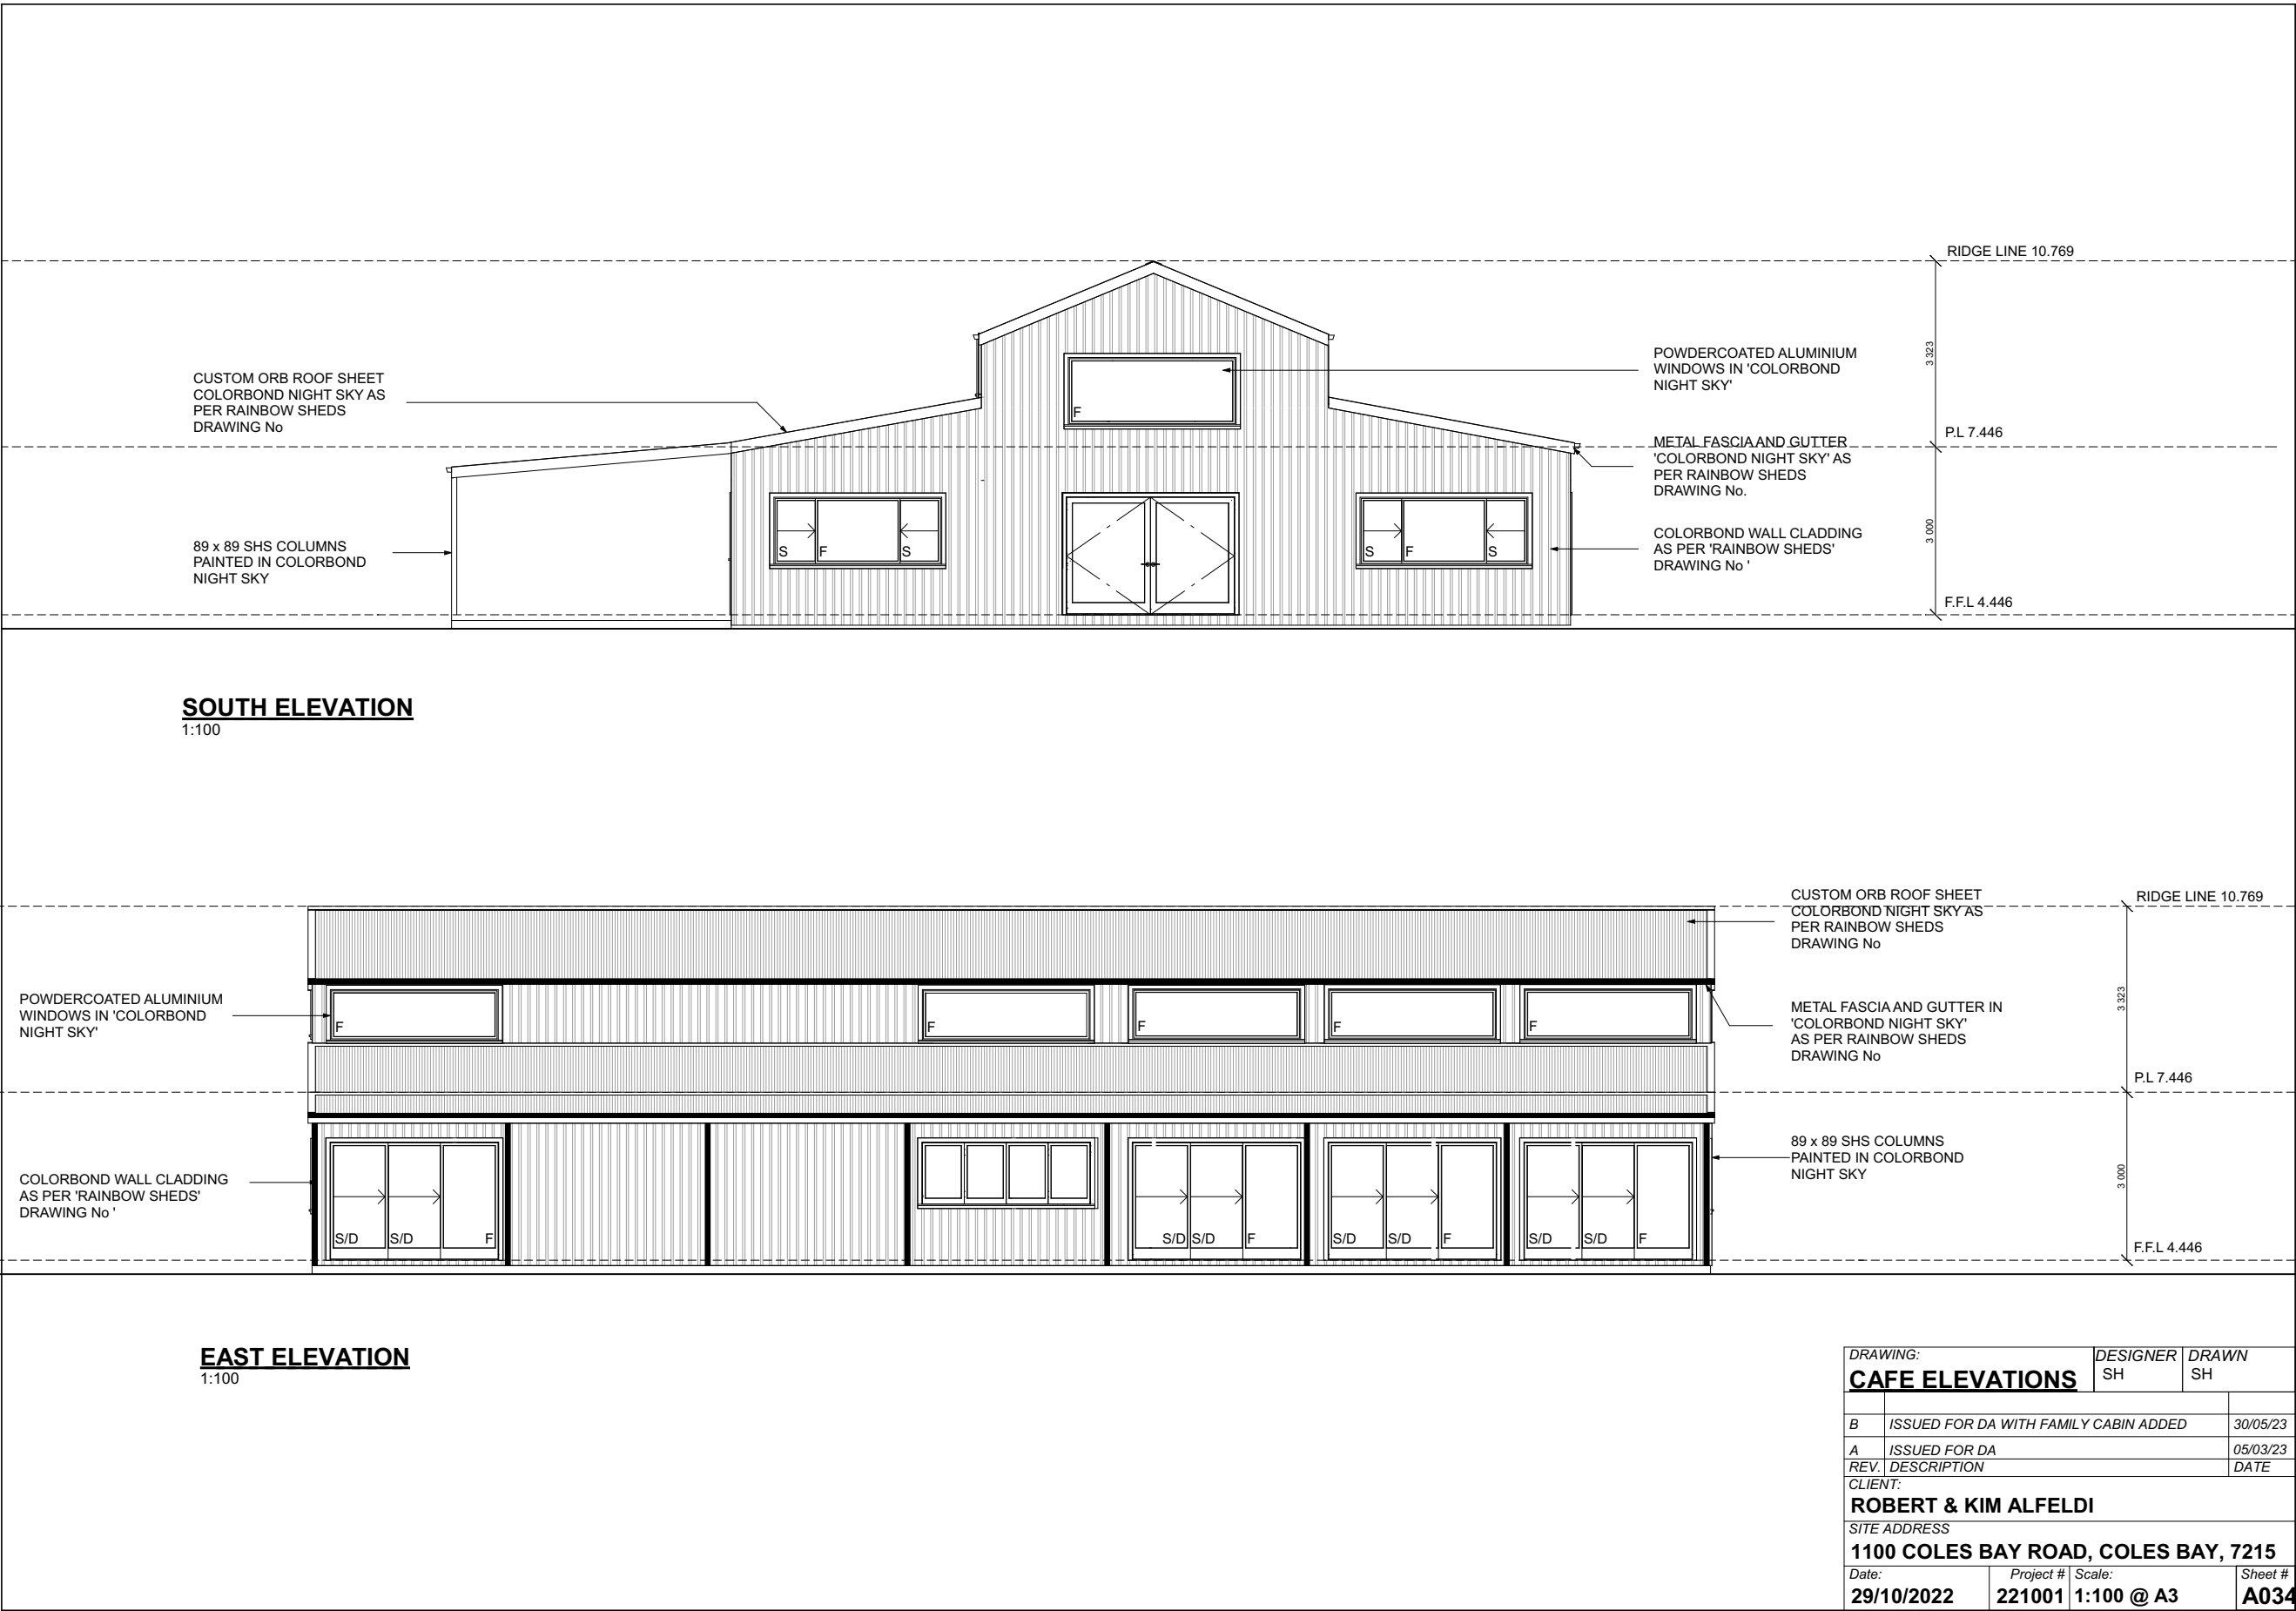 RIDGE LINE 10.769
CUSTOM ORB ROOF SHEET
COLORBOND NIGHT SKY AS
PER RAINBOW SHEDS
DRAWING No
POWDERCOATED ALUMINIUM
WINDOWS IN 'COLORBOND
NIGHT SKY'
3 323
F
P.L 7.446
METAL FASCIA AND GUTTER
'COLORBOND NIGHT SKY' AS
PER RAINBOW SHEDS
DRAWING No.
89 x 89 SHS COLUMNS
PAINTED IN COLORBOND
NIGHT SKY
S F S
S F S
COLORBOND WALL CLADDING
AS PER 'RAINBOW SHEDS'
DRAWING No '
3 000
F.F.L 4.446
SOUTH ELEVATION
1:100
CUSTOM ORB ROOF SHEET
COLORBOND NIGHT SKY AS
PER RAINBOW SHEDS
DRAWING No
RIDGE LINE 10.769
POWDERCOATED ALUMINIUM
WINDOWS IN 'COLORBOND
NIGHT SKY'
F F F F F
METAL FASCIA AND GUTTER IN
'COLORBOND NIGHT SKY'
AS PER RAINBOW SHEDS
DRAWING No
3 323
P.L 7.446
COLORBOND WALL CLADDING
AS PER 'RAINBOW SHEDS'
DRAWING No '
S/D S/D F
S/D S/D F
S/D S/D F
S/D S/D F
89 x 89 SHS COLUMNS
PAINTED IN COLORBOND
NIGHT SKY
3 000
F.F.L 4.446
EAST ELEVATION
1:100
DRAWING: DESIGNER DRAWN
CAFE ELEVATIONS SH SH
B ISSUED FOR DA WITH FAMILY CABIN ADDED 30/05/23
A ISSUED FOR DA 05/03/23
REV. DESCRIPTION DATE
CLIENT:
ROBERT & KIM ALFELDI
SITE ADDRESS
1100 COLES BAY ROAD, COLES BAY, 7215
Date: Project # Scale: Sheet #
29/10/2022 221001 1:100 @ A3 A034